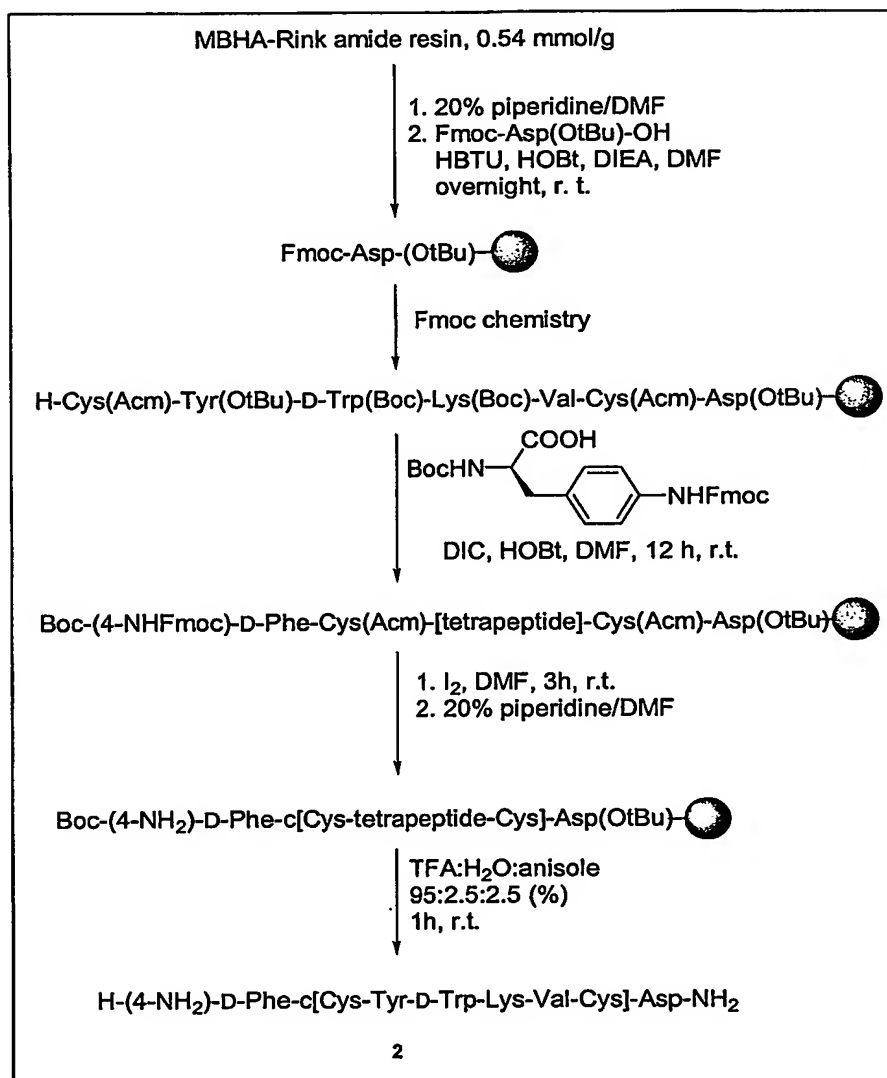 MBHA-Rink amide resin, 0.54 mmol/g
1. 20% piperidine/DMF
2. Fmoc-Asp(OtBu)-OH
HBTU, HOBt, DIEA, DMF
overnight, r. t.
Fmoc-Asp-(OtBu)
Fmoc chemistry
H-Cys(Acm)-Tyr(OtBu)-D-Trp(Boc)-Lys(Boc)-Val-Cys(Acm)-Asp(OtBu)
COOH
BocHN
NHFmoc
DIC, HOBt, DMF, 12 h, r.t.
Boc-(4-NHFmoc)-D-Phe-Cys(Acm)-[tetrapeptide]-Cys(Acm)-Asp(OtBu)
1. I₂, DMF, 3h, r.t.
2. 20% piperidine/DMF
Boc-(4-NH₂)-D-Phe-c[Cys-tetrapeptide-Cys]-Asp(OtBu)
TFA:H₂O:anisole
95:2.5:2.5 (%)
1h, r.t.
H-(4-NH₂)-D-Phe-c[Cys-Tyr-D-Trp-Lys-Val-Cys]-Asp-NH₂
2